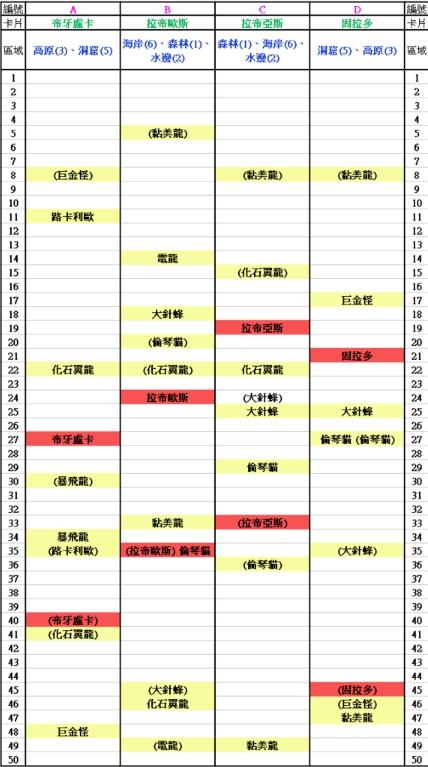 編號 A B C D 編號
卡片 帝牙盧卡 拉帝歐斯 拉帝亞斯 固拉多 卡片
區域 高原(3)、洞窟(5) 海岸(6)、森林(1)、水邊(2) 森林(1)、海岸(6)、水邊(2) 洞窟(5)、高原(3) 區域
1 1
2 2
3 3
4 4
5 (黏美龍) 5
6 6
7 7
8 (巨金怪) (黏美龍) (黏美龍) 8
9 9
10 10
11 路卡利歐 11
12 12
13 13
14 電龍 14
15 (化石翼龍) 15
16 16
17 巨金怪 17
18 大針蜂 18
19 拉帝亞斯 19
20 (倫琴貓) 20
21 固拉多 21
22 化石翼龍 (化石翼龍) 化石翼龍 22
23 23
24 拉帝歐斯 (大針蜂) 24
25 大針蜂 大針蜂 25
26 26
27 帝牙盧卡 倫琴貓 (倫琴貓) 27
28 28
29 倫琴貓 29
30 (暴飛龍) 30
31 31
32 32
33 黏美龍 (拉帝亞斯) 33
34 暴飛龍 34
35 (路卡利歐) (拉帝歐斯) 倫琴貓 (大針蜂) 35
36 (倫琴貓) 36
37 37
38 38
39 39
40 (帝牙盧卡) 40
41 (化石翼龍) 41
42 42
43 43
44 44
45 (大針蜂) (固拉多) 45
46 化石翼龍 (巨金怪) 46
47 黏美龍 47
48 巨金怪 48
49 (電龍) 黏美龍 49
50 50